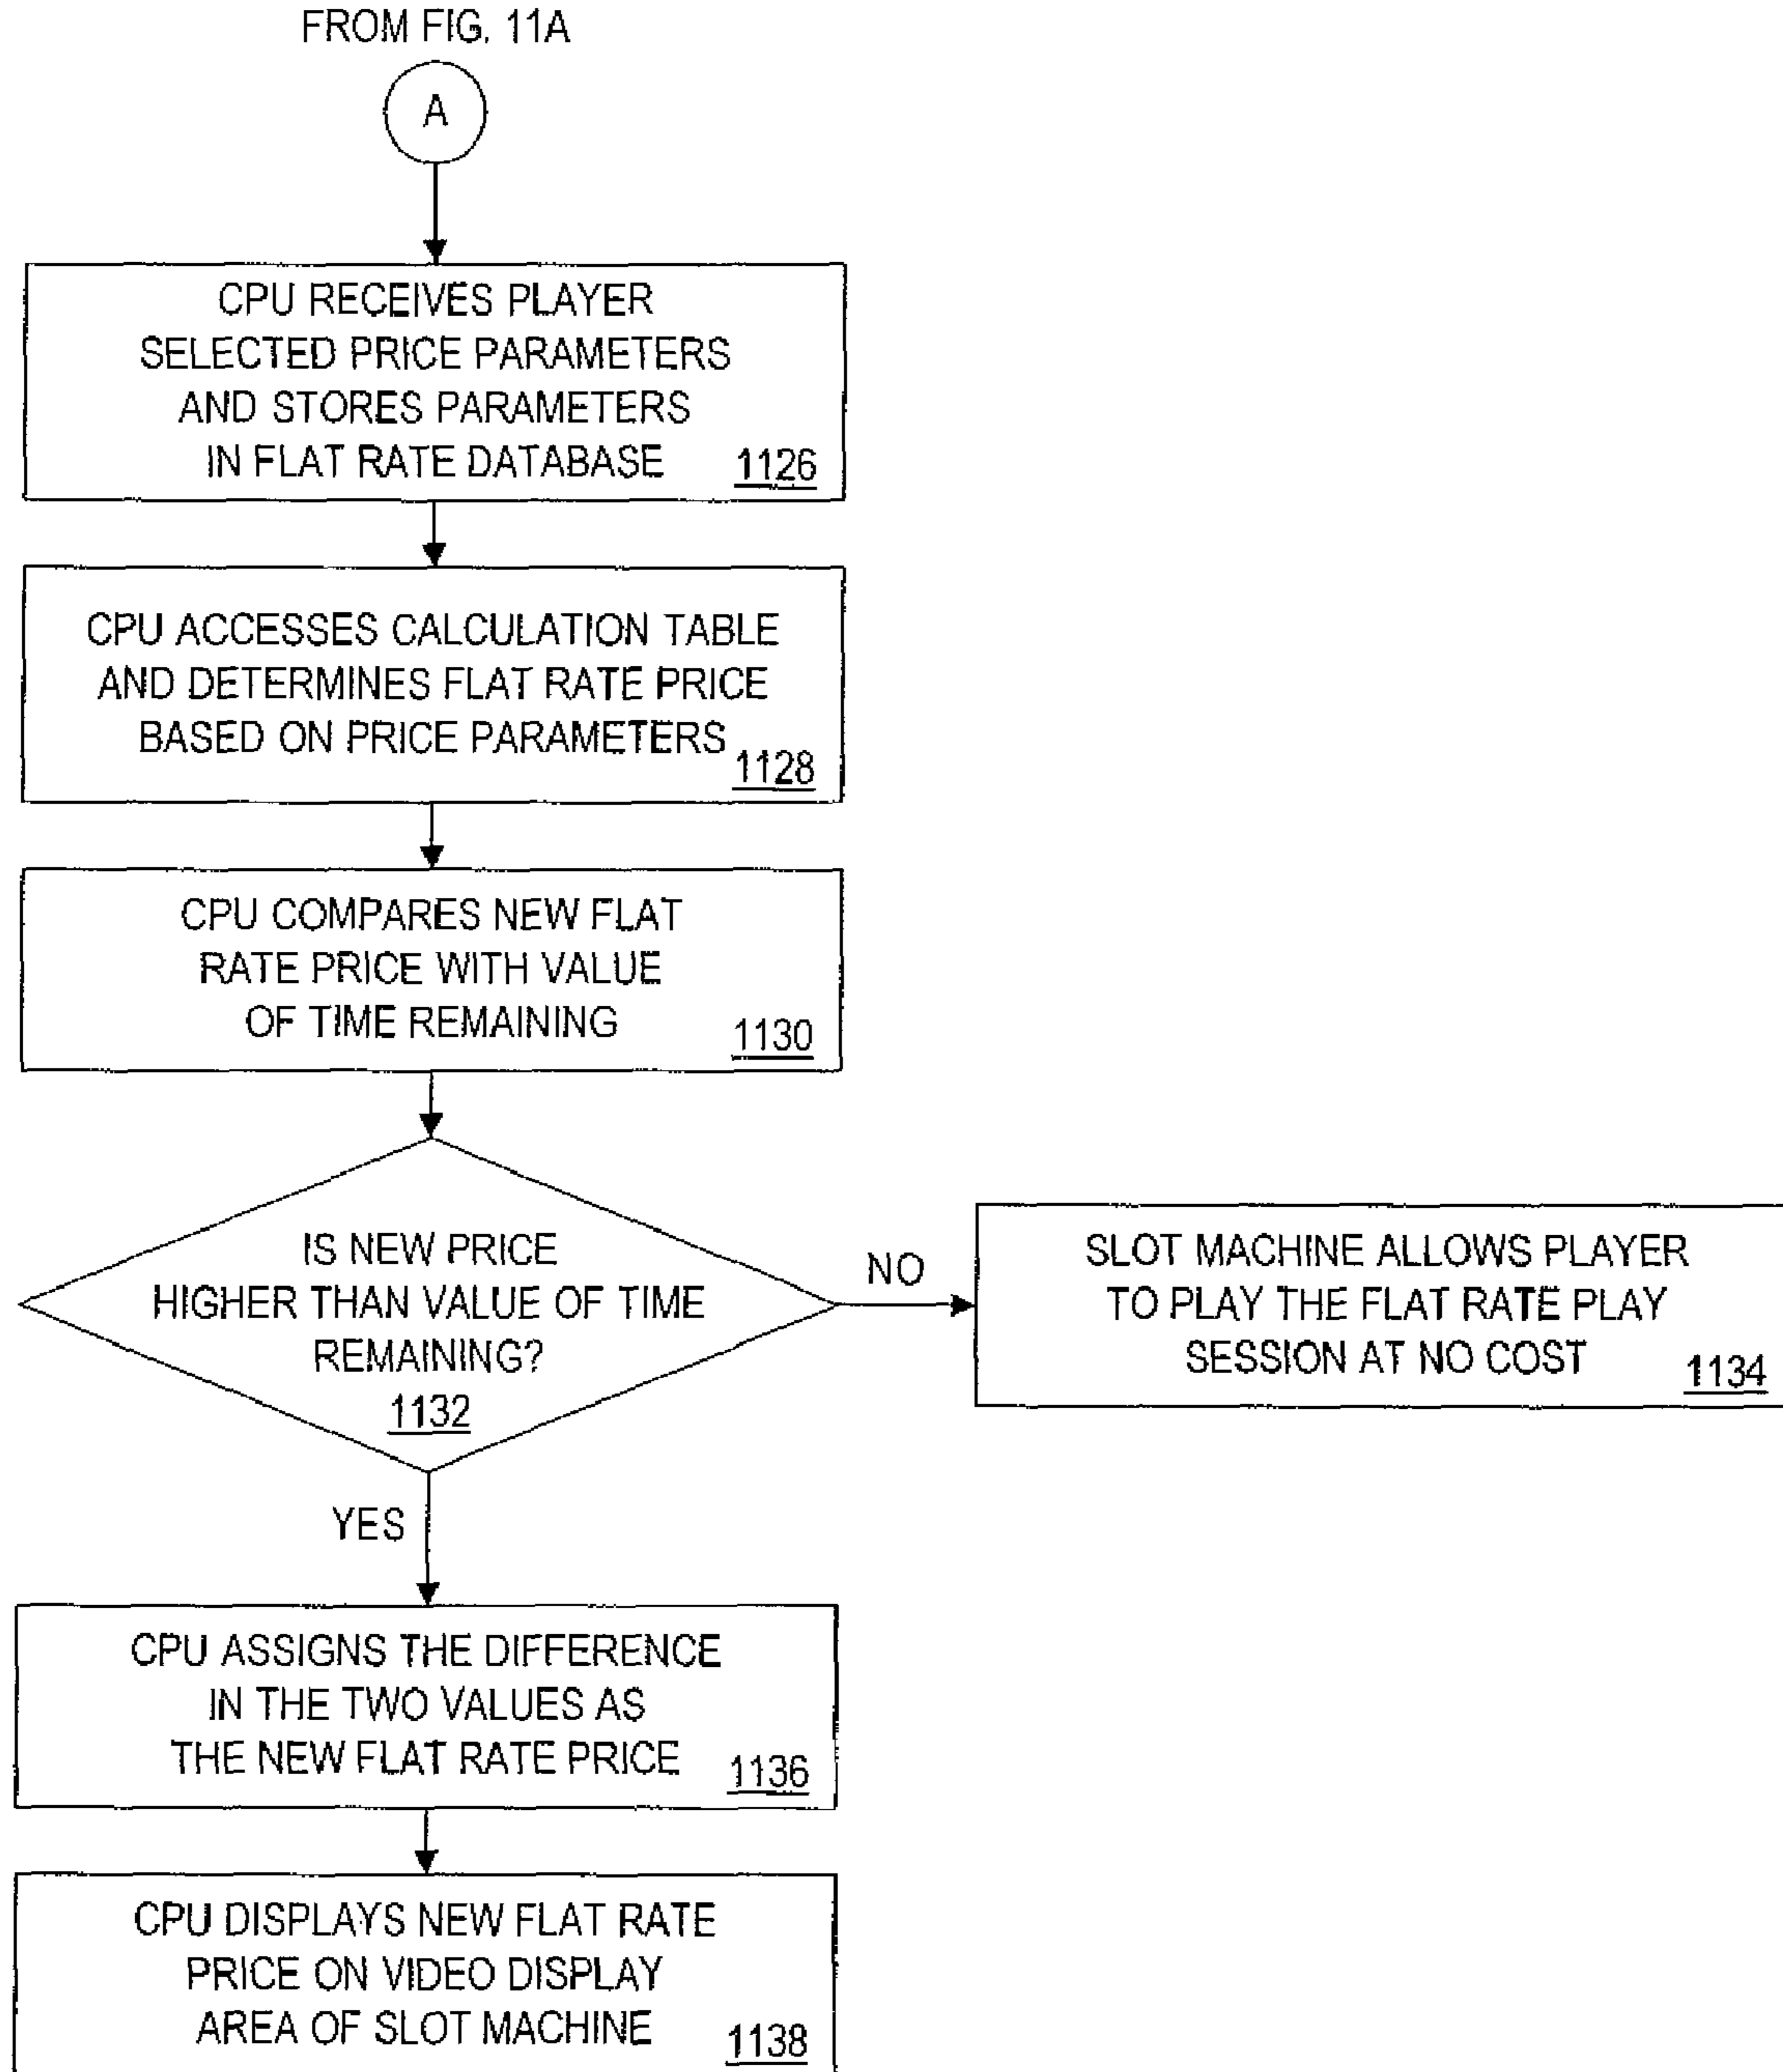 FROM FIG. 11A
A
CPU RECEIVES PLAYER
SELECTED PRICE PARAMETERS
AND STORES PARAMETERS
IN FLAT RATE DATABASE 1126
CPU ACCESSES CALCULATION TABLE
AND DETERMINES FLAT RATE PRICE
BASED ON PRICE PARAMETERS
1128
CPU COMPARES NEW FLAT
RATE PRICE WITH VALUE
OF TIME REMAINING 1130
IS NEW PRICE
HIGHER THAN VALUE OF TIME
REMAINING?
1132
NO
SLOT MACHINE ALLOWS PLAYER
TO PLAY THE FLAT RATE PLAY
SESSION AT NO COST 1134
YES
CPU ASSIGNS THE DIFFERENCE
IN THE TWO VALUES AS
THE NEW FLAT RATE PRICE 1136
CPU DISPLAYS NEW FLAT RATE
PRICE ON VIDEO DISPLAY
AREA OF SLOT MACHINE 1138